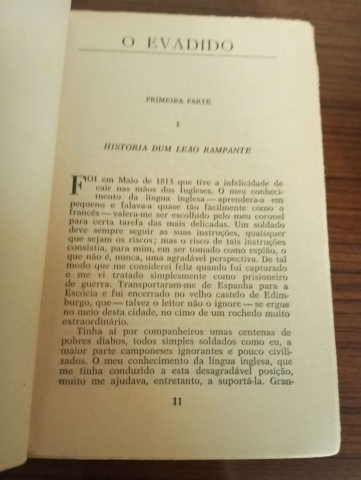 O EVADIDO
PRIMEIRA PARTE
I
HISTÓRIA DUM LEÃO RAMPANTE
FOI em Maio de 1813 que tive a infelicidade de
cair nas mãos dos Ingleses. O meu conheci-
mento da língua inglesa — aprendera-a em
pequeno e falava-a quase tão fàcilmente como o
francês — valera-me ser escolhido pelo meu coronel
para certa tarefa das mais delicadas. Um soldado
deve sempre seguir as suas instruções, quaisquer
que sejam os riscos; mas o risco de tais instruções
consistia, para mim, em ser tomado como espião, o
que não é, nunca, uma agradável perspectiva. De tal
modo que me considerei feliz quando fui capturado
e me vi tratado simplesmente como prisioneiro
de guerra. Transportaram-me de Espanha para a
Escócia e fui encerrado no velho castelo de Edim-
burgo, que — talvez o leitor não o ignore — se ergue
no meio desta cidade, no cimo de um rochedo muito
extraordinário.
Tinha aí por companheiros umas centenas de
pobres diabos, todos simples soldados como eu, a
maior parte camponeses ignorantes e pouco civili-
zados. O meu conhecimento da língua inglesa, que
me tinha conduzido a esta desagradável posição,
muito me ajudava, entretanto, a suportá-la. Gran-
11